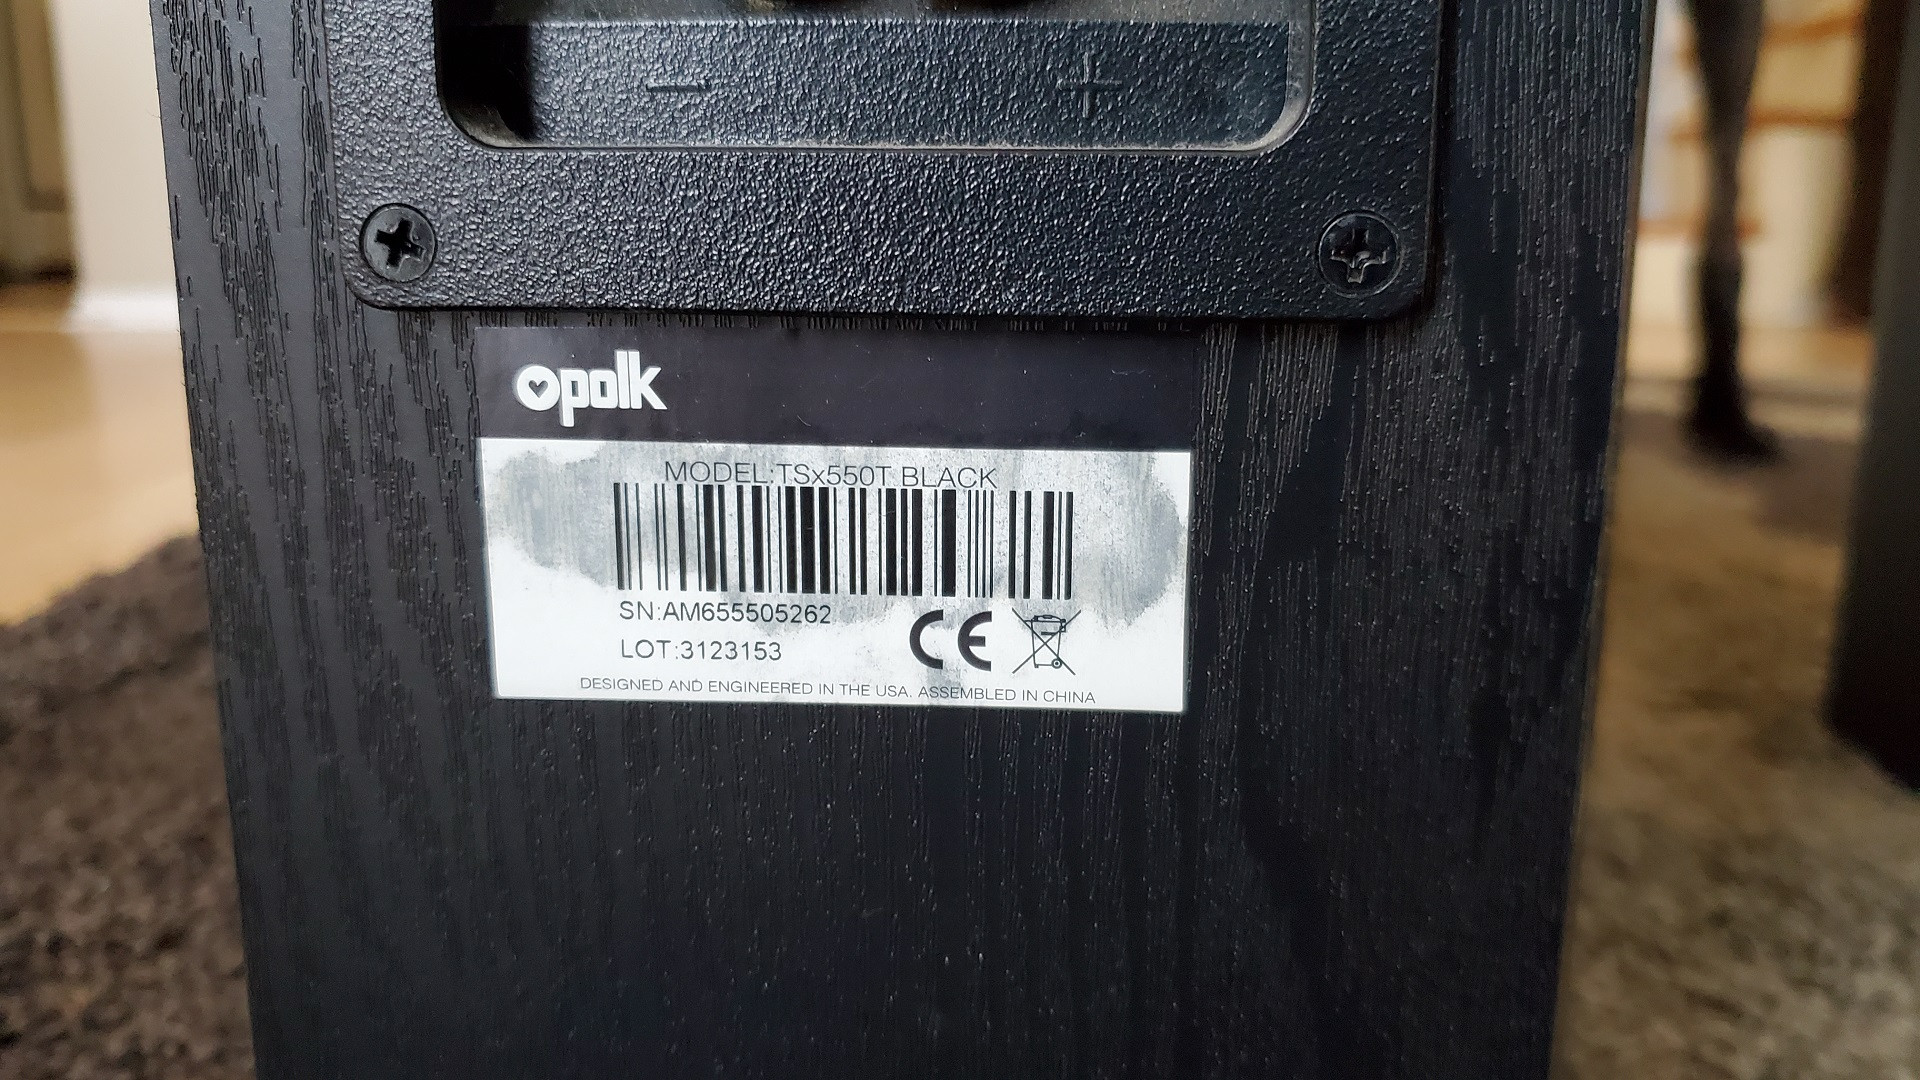 - +
polk
MODEL:TSx550T BLACK
SN:AM655505262
LOT:3123153
CE
DESIGNED AND ENGINEERED IN THE USA. ASSEMBLED IN CHINA